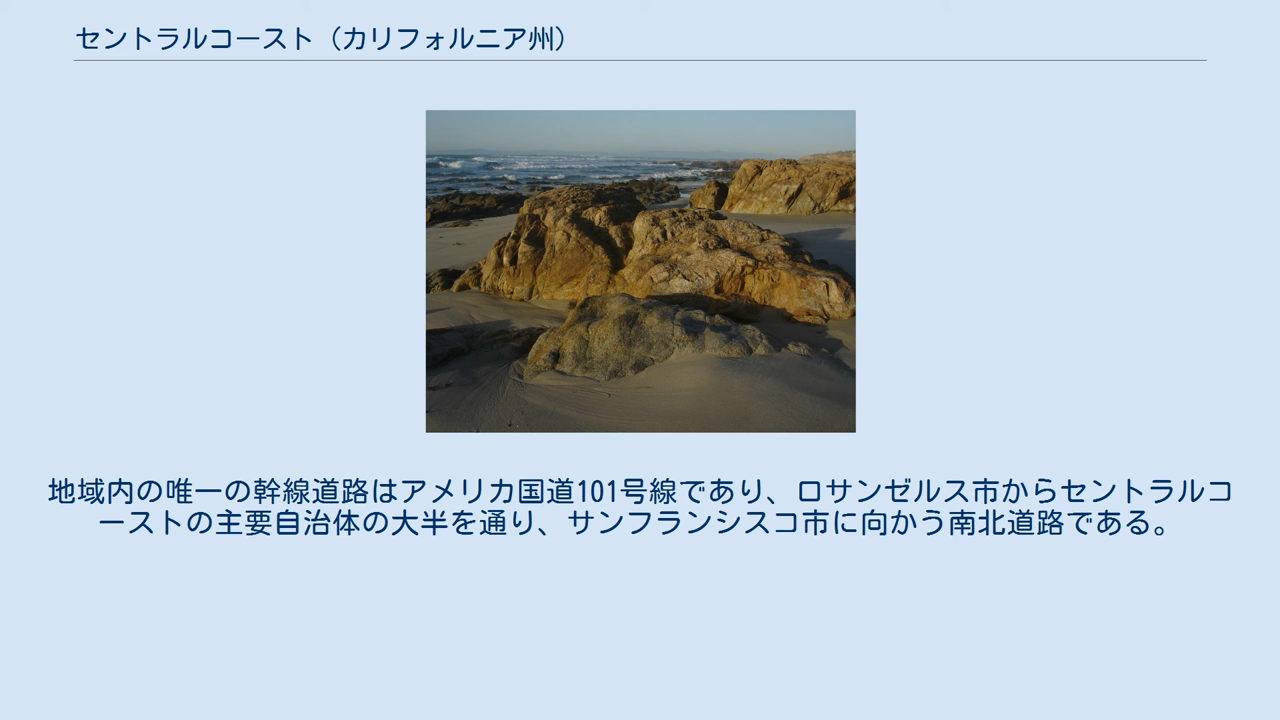 セントラルコースト（カリフォルニア州）
地域内の唯一の幹線道路はアメリカ国道101号線であり、ロサンゼルス市からセントラルコ
ーストの主要自治体の大半を通り、サンフランシスコ市に向かう南北道路である。